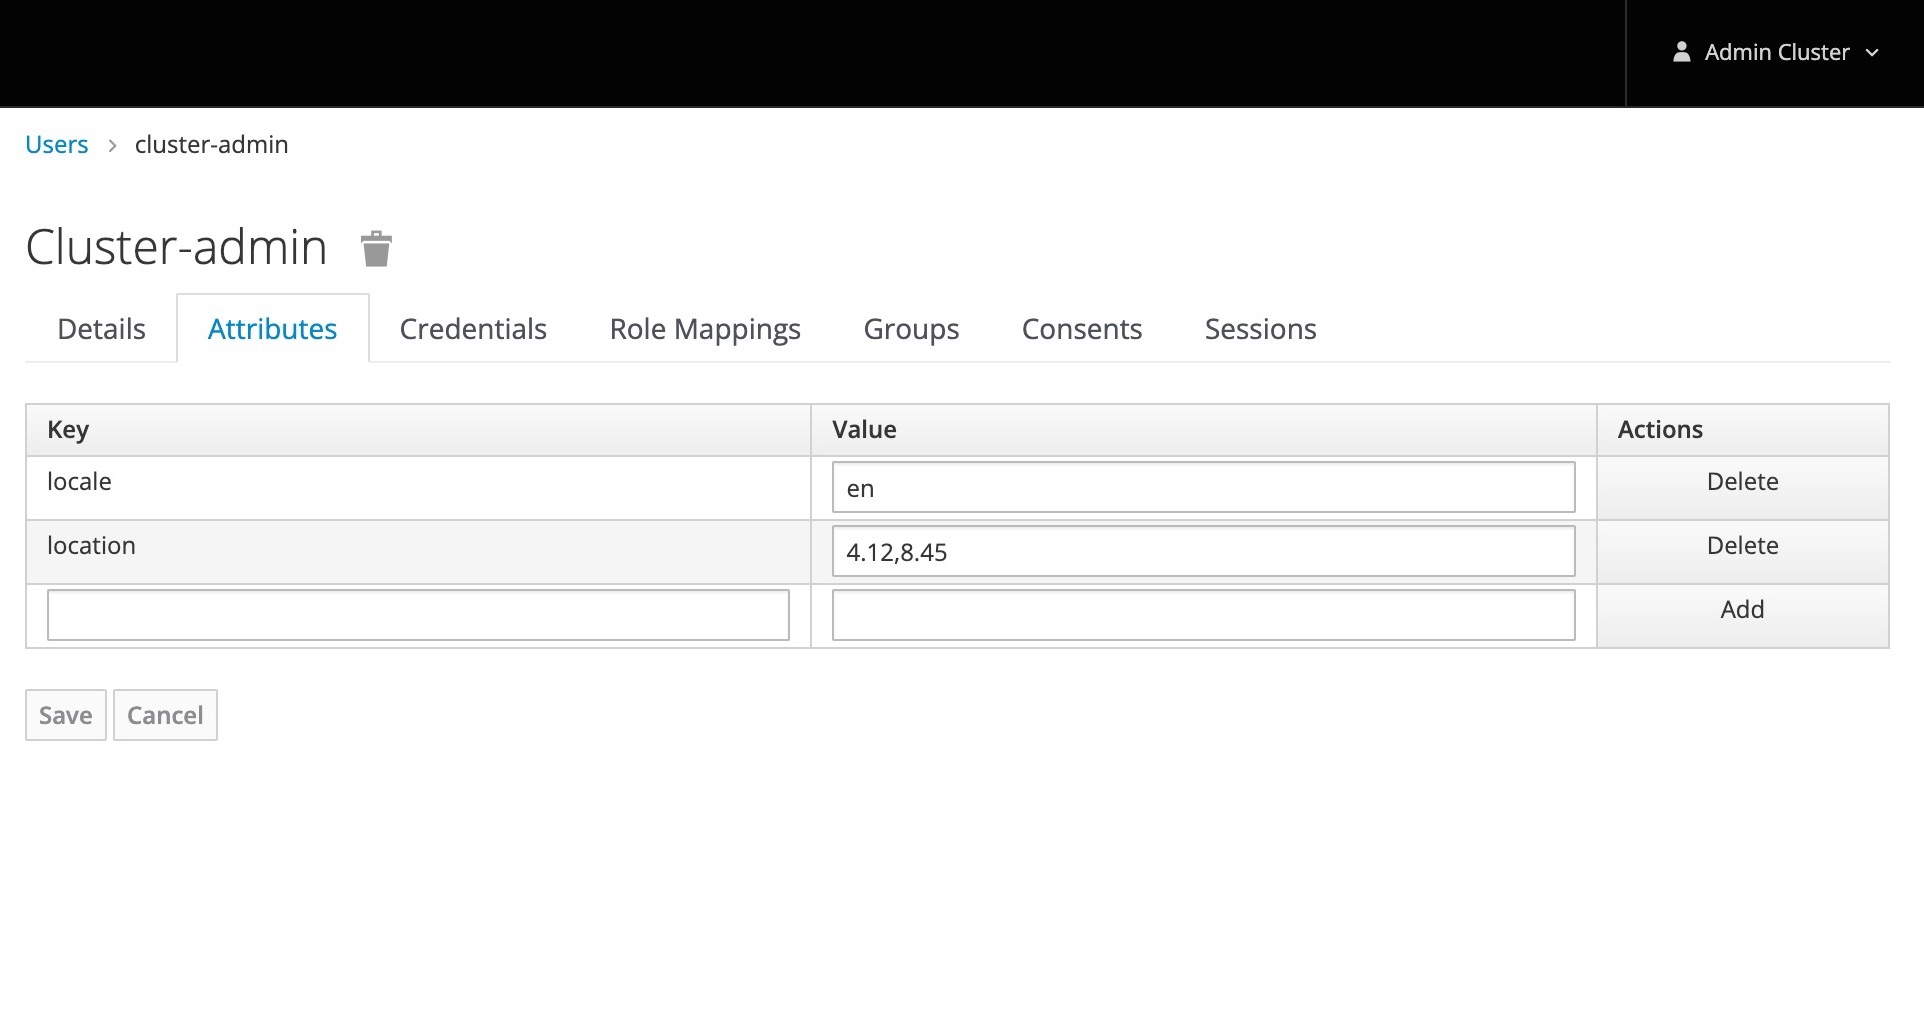 Admin Cluster
Users > cluster-admin
Cluster-admin
Details Attributes Credentials Role Mappings Groups Consents Sessions
Key Value Actions
locale en Delete
location 4.12,8.45 Delete
Add
Save Cancel